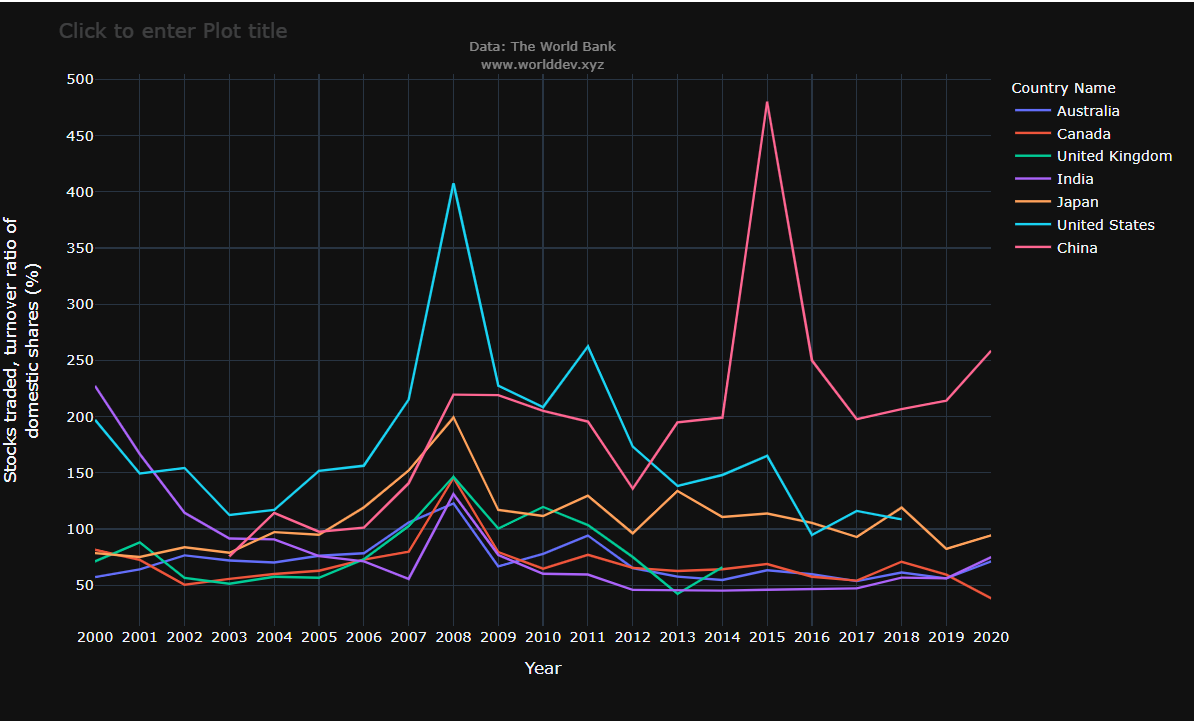 Click to enter Plot title
Data: The World Bank
www.worlddev.xyz
Stocks traded, turnover ratio of
domestic shares (%)
500
450
400
350
300
250
200
150
100
50
2000 2001 2002 2003 2004 2005 2006 2007 2008 2009 2010 2011 2012 2013 2014 2015 2016 2017 2018 2019 2020
Year
Country Name
Australia
Canada
United Kingdom
India
Japan
United States
China